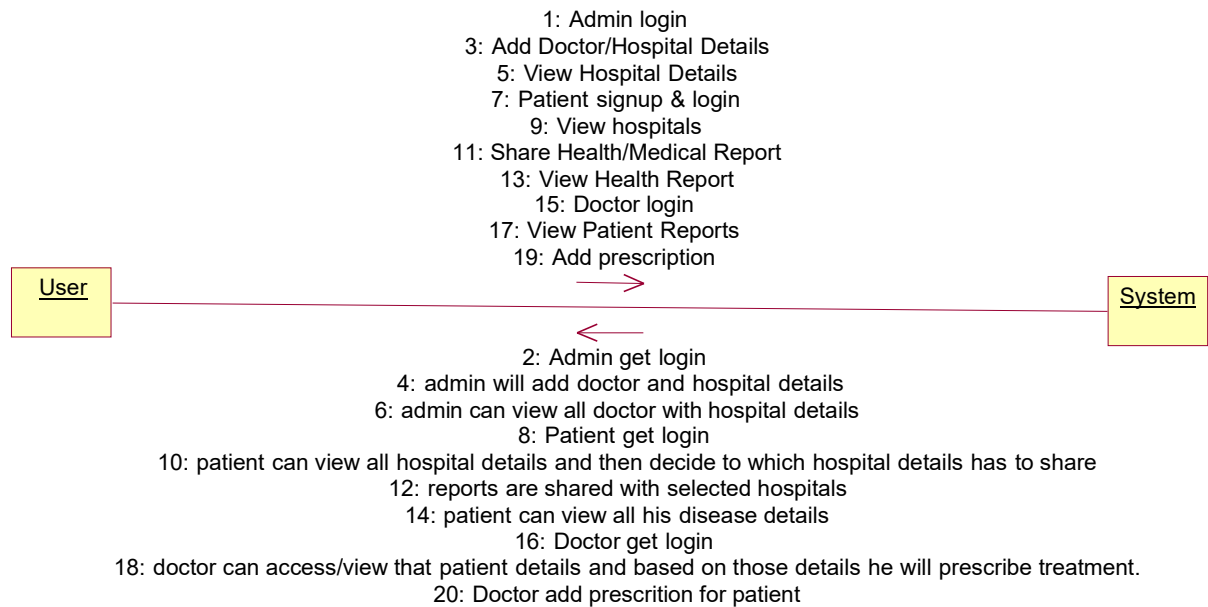 1: Admin login
3: Add Doctor/Hospital Details
5: View Hospital Details
7: Patient signup & login
9: View hospitals
11: Share Health/Medical Report
13: View Health Report
15: Doctor login
17: View Patient Reports
19: Add prescription
User
System
2: Admin get login
4: admin will add doctor and hospital details
6: admin can view all doctor with hospital details
8: Patient get login
10: patient can view all hospital details and then decide to which hospital details has to share
12: reports are shared with selected hospitals
14: patient can view all his disease details
16: Doctor get login
18: doctor can access/view that patient details and based on those details he will prescribe treatment.
20: Doctor add prescrition for patient